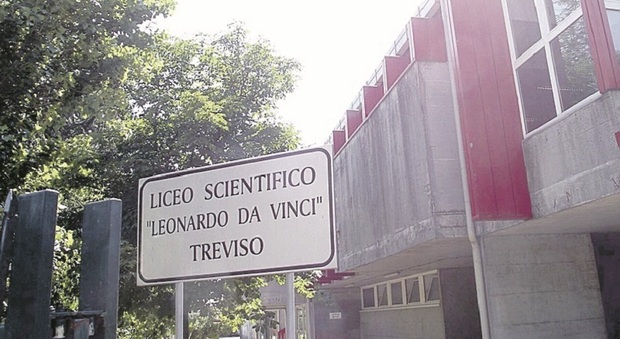 LICEO SCIENTIFICO
"LEONARDO DA VINCI"
TREVISO